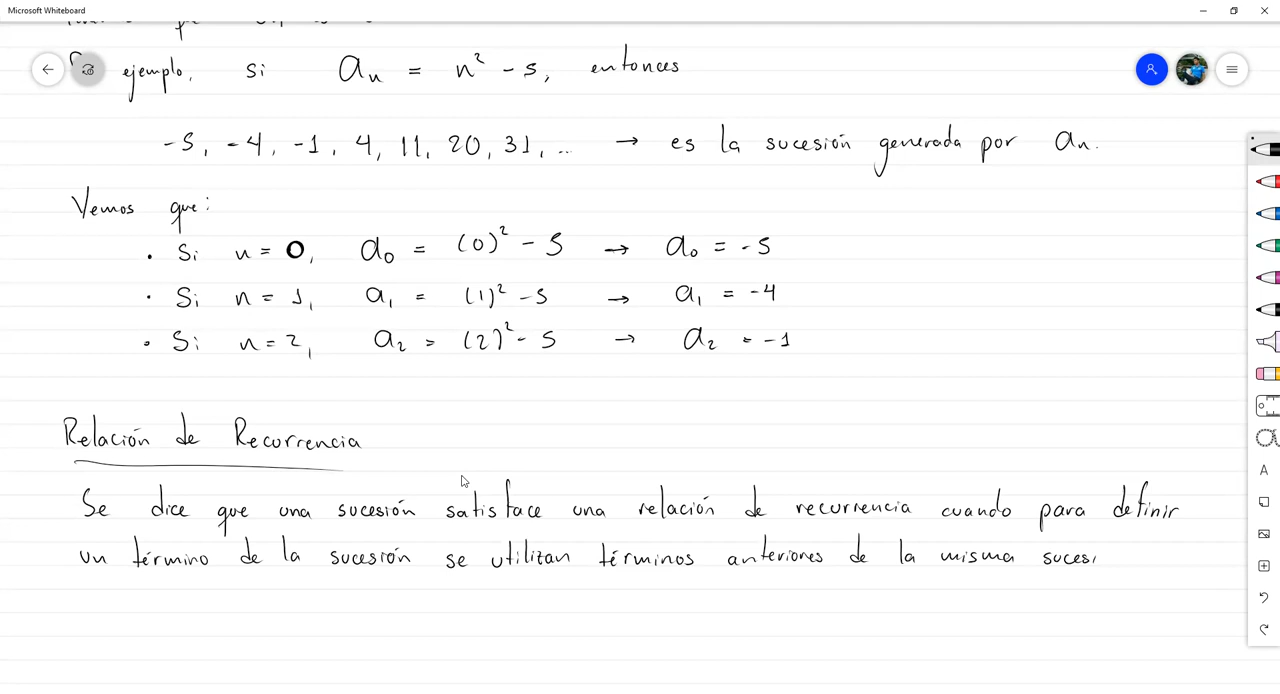 Microsoft Whiteboard
ejemplo, si an = n² - 5, entonces
-5, -4, -1, 4, 11, 20, 31, ... → es la sucesión generada por an.
Vemos que:
• Si n = 0, a0 = (0)² - 5 → a0 = -5
• Si n = 1, a1 = (1)² - 5 → a1 = -4
• Si n = 2, a2 = (2)² - 5 → a2 = -1
Relación de Recurrencia
Se dice que una sucesión satisface una relación de recurrencia cuando para definir
un término de la sucesión se utilizan términos anteriores de la misma sucesi
A